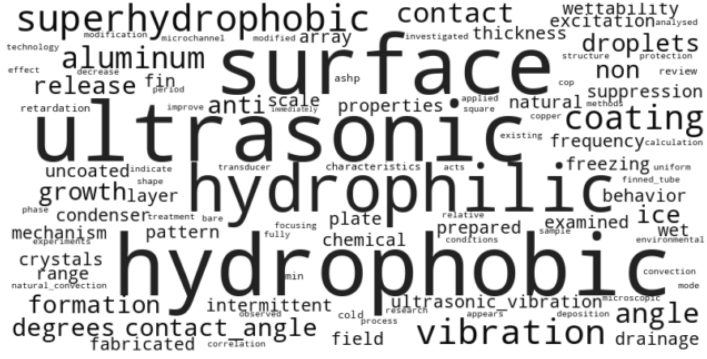 superhydrophobic contact wettability
excitation analysed
modification microchannel modified array investigated thickness
technology aluminum surface droplets
structure protection
effect decrease ashp non review
release fin period cop suppression
retardation improve anti scale immediately properties applied square natural methods coating
ultrasonic copper
existing frequency calculation
uncoated indicate transducer characteristics acts freezing uniform
growth layer shape hydrophilic finned_tube behavior
phase condenser treatment bare focusing plate relative prepared examined ice
mechanism experiments pattern fully chemical conditions sample wet environmental
crystals hydrophobic
range min convection
natural_convection mode
formation intermittent ultrasonic_vibration microscopic angle
degrees contact_angle observed cold process research appears vibration deposition
fabricated correlation field drainage